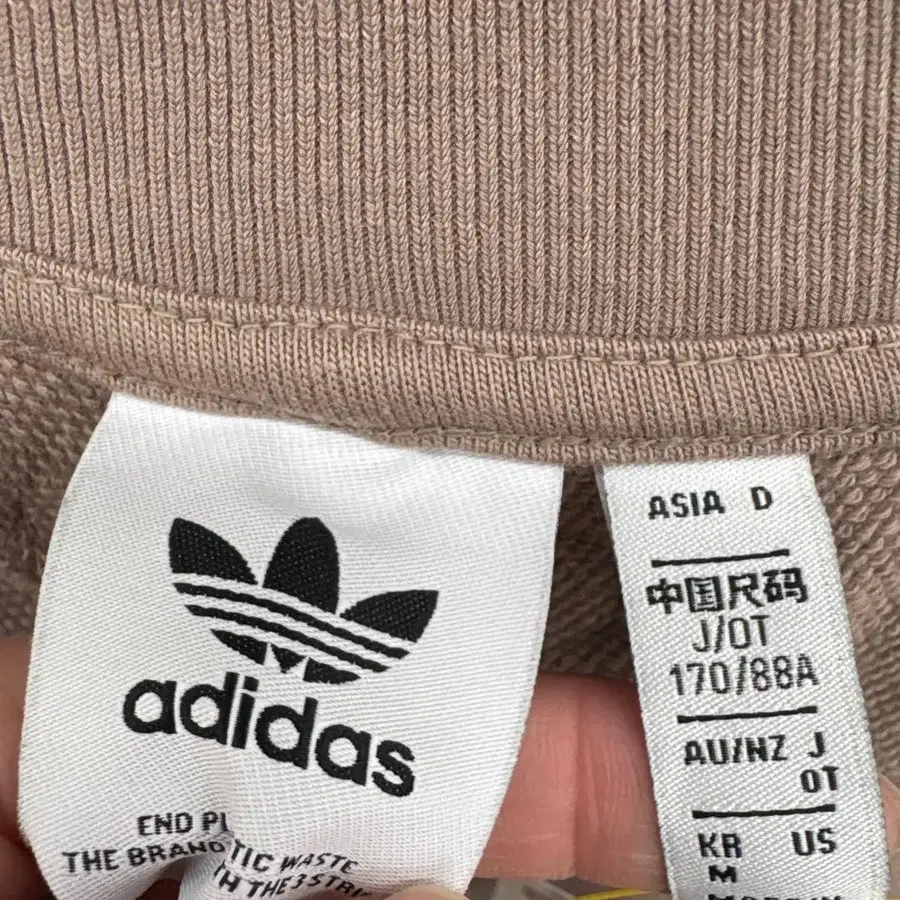 adidas
END PL
THE BRAND
TIC WASTE
TH THE 3 STRI
ASIA D
中国尺码
J/OT
170/88A
AU/NZ J
OT
KR US
M